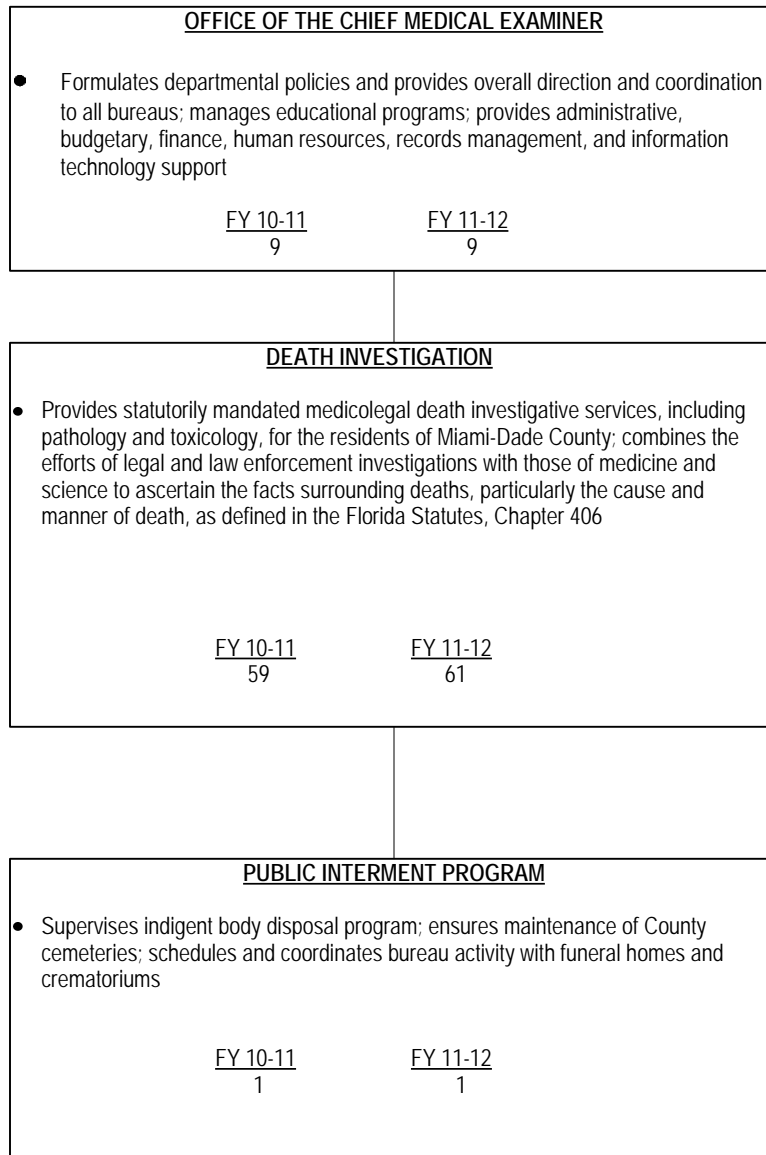 OFFICE OF THE CHIEF MEDICAL EXAMINER
• Formulates departmental policies and provides overall direction and coordination
to all bureaus; manages educational programs; provides administrative,
budgetary, finance, human resources, records management, and information
technology support
FY 10-11 FY 11-12
9 9
DEATH INVESTIGATION
• Provides statutorily mandated medicolegal death investigative services, including
pathology and toxicology, for the residents of Miami-Dade County; combines the
efforts of legal and law enforcement investigations with those of medicine and
science to ascertain the facts surrounding deaths, particularly the cause and
manner of death, as defined in the Florida Statutes, Chapter 406
FY 10-11 FY 11-12
59 61
PUBLIC INTERMENT PROGRAM
• Supervises indigent body disposal program; ensures maintenance of County
cemeteries; schedules and coordinates bureau activity with funeral homes and
crematoriums
FY 10-11 FY 11-12
1 1